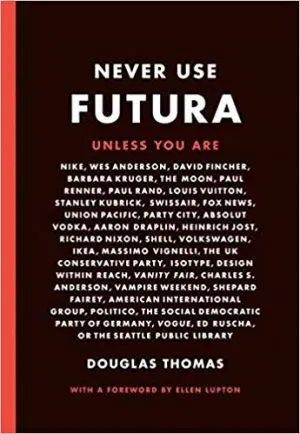 NEVER USE
FUTURA
UNLESS YOU ARE
NIKE, WES ANDERSON, DAVID FINCHER,
BARBARA KRUGER, THE MOON, PAUL
RENNER, PAUL RAND, LOUIS VUITTON,
STANLEY KUBRICK, SWISSAIR, FOX NEWS,
UNION PACIFIC, PARTY CITY, ABSOLUT
VODKA, AARON DRAPLIN, HEINRICH JOST,
RICHARD NIXON, SHELL, VOLKSWAGEN,
IKEA, MASSIMO VIGNELLI, THE UK
CONSERVATIVE PARTY, ISOTYPE, DESIGN
WITHIN REACH, VANITY FAIR, CHARLES S.
ANDERSON, VAMPIRE WEEKEND, SHEPARD
FAIREY, AMERICAN INTERNATIONAL
GROUP, POLITICO, THE SOCIAL DEMOCRATIC
PARTY OF GERMANY, VOGUE, ED RUSCHA,
OR THE SEATTLE PUBLIC LIBRARY
DOUGLAS THOMAS
WITH A FOREWORD BY ELLEN LUPTON